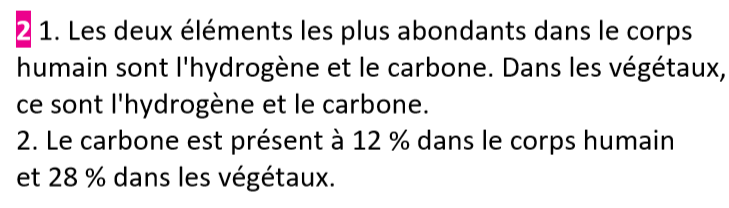 2 1. Les deux éléments les plus abondants dans le corps
humain sont l'hydrogène et le carbone. Dans les végétaux,
ce sont l'hydrogène et le carbone.
2. Le carbone est présent à 12 % dans le corps humain
et 28 % dans les végétaux.